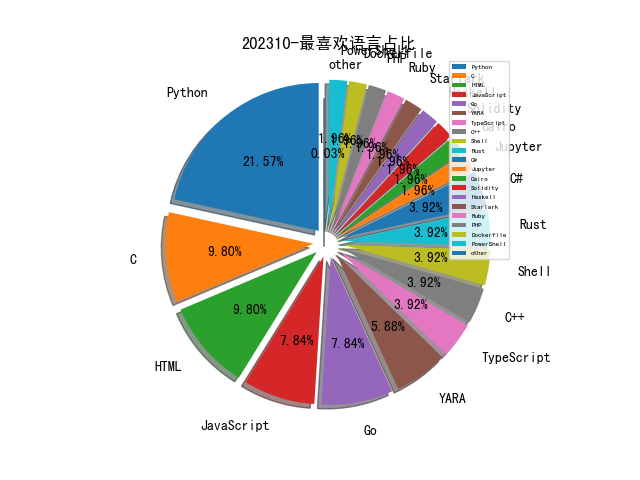 202310-最喜欢语言占比
Python
C
HTML
JavaScript
Go
YARA
TypeScript
C++
Shell
Rust
C#
Jupyter
Cairo
Solidity
Haskell
Starlark
Ruby
PHP
Dockerfile
PowerShell
other
21.57%
9.80%
9.80%
7.84%
7.84%
5.88%
3.92%
3.92%
3.92%
3.92%
3.92%
1.96%
1.96%
1.96%
1.96%
1.96%
1.96%
1.96%
1.96%
1.96%
0.03%
Python
C
HTML
JavaScript
Go
YARA
TypeScript
C++
Shell
Rust
C#
Jupyter
Cairo
Solidity
Haskell
Starlark
Ruby
PHP
Dockerfile
PowerShell
other